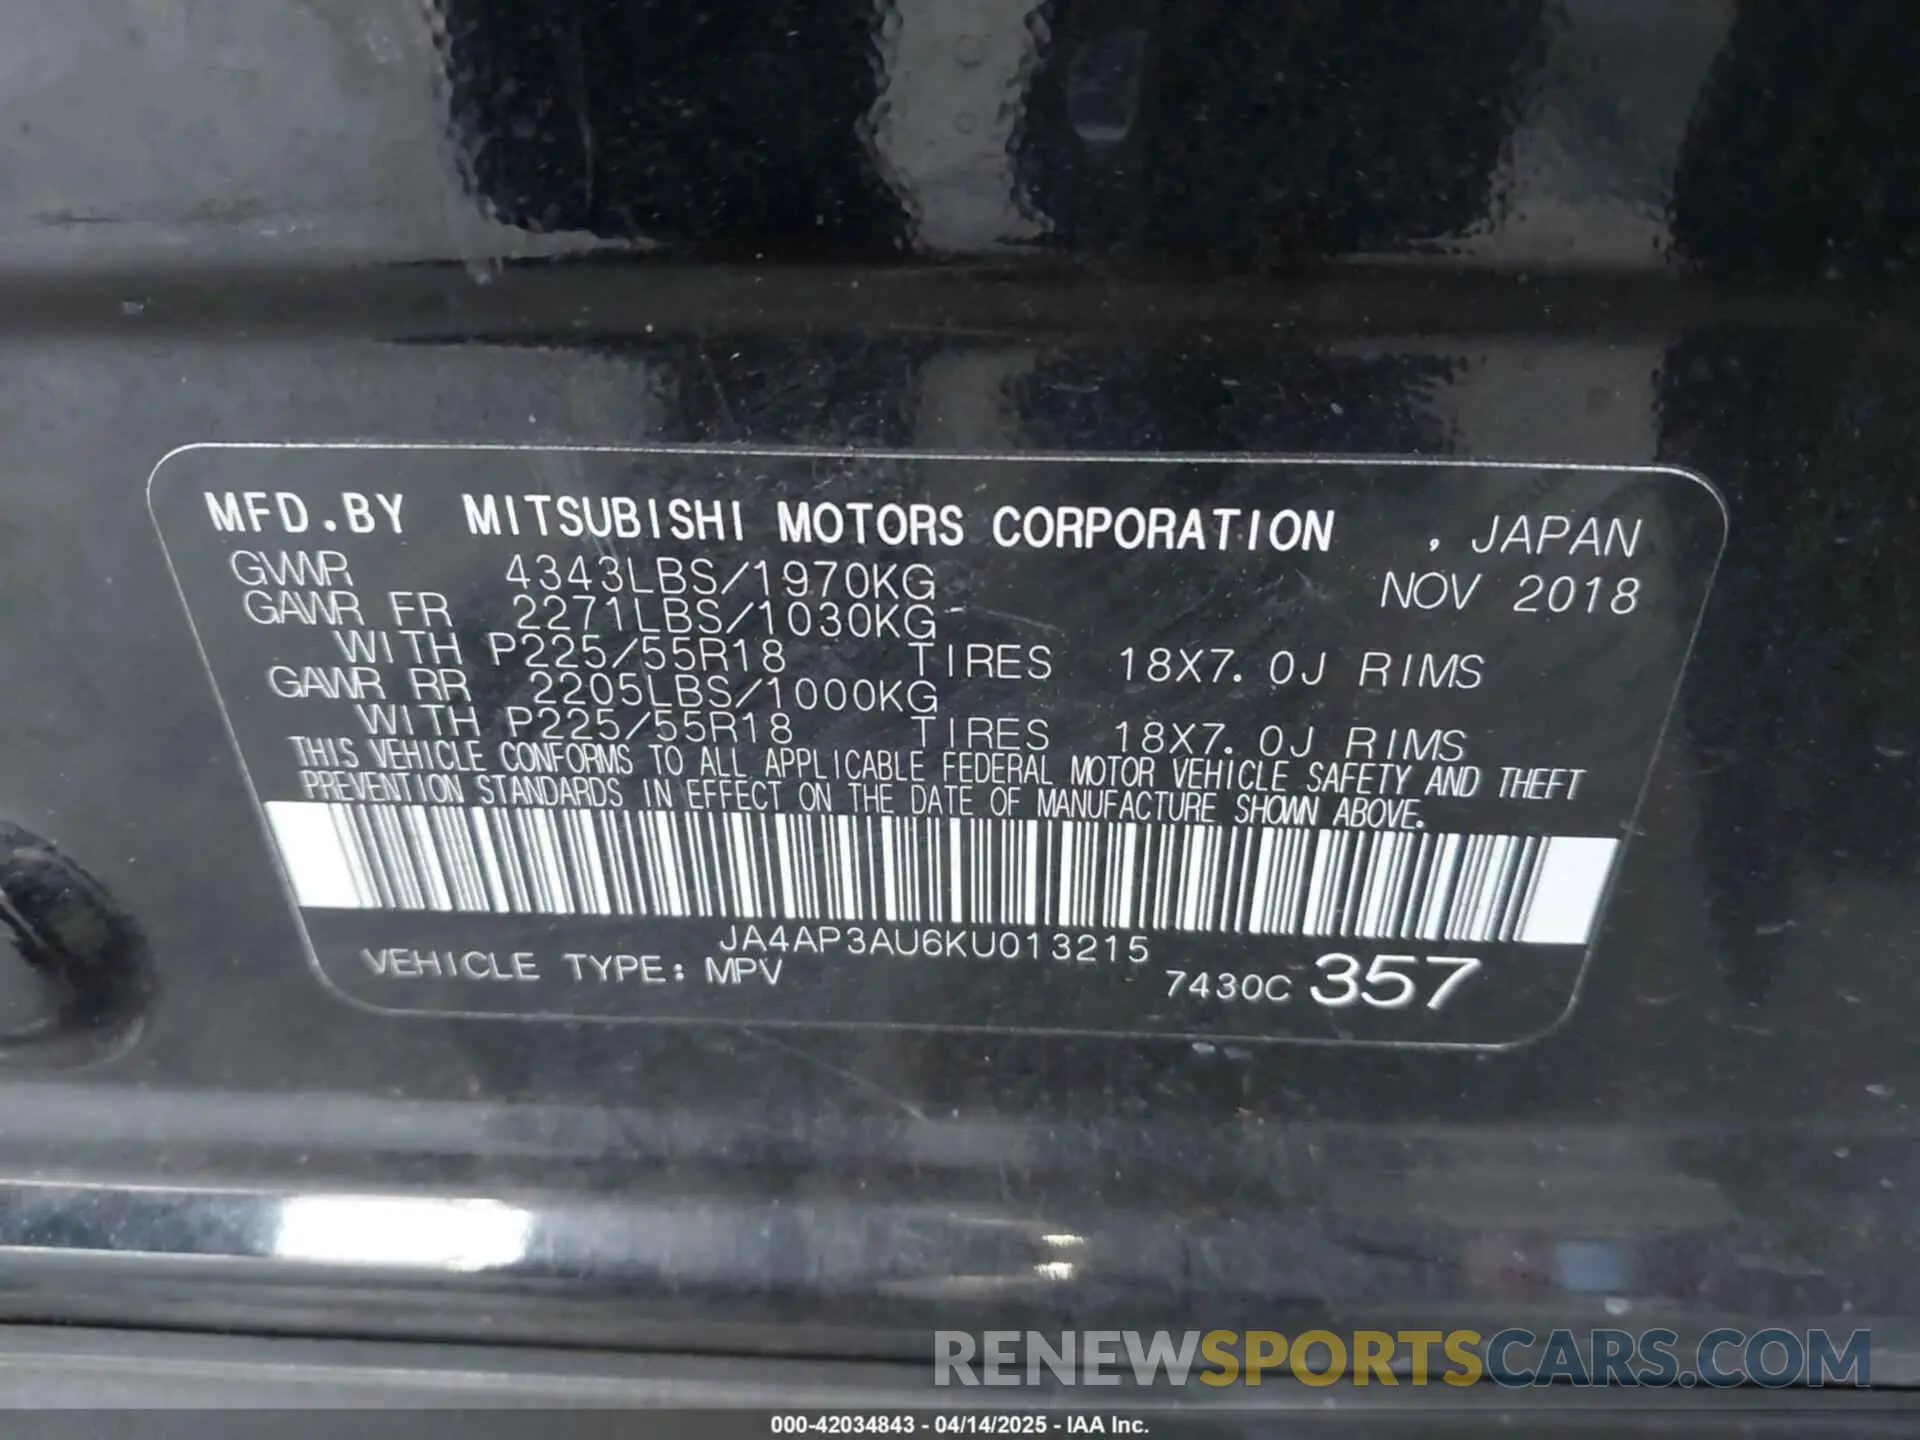 MFD.BY MITSUBISHI MOTORS CORPORATION , JAPAN
GVWR 4343LBS/1970KG NOV 2018
GAWR FR 2271LBS/1030KG
WITH P225/55R18 TIRES 18X7.0J RIMS
GAWR RR 2205LBS/1000KG
WITH P225/55R18 TIRES 18X7.0J RIMS
THIS VEHICLE CONFORMS TO ALL APPLICABLE FEDERAL MOTOR VEHICLE SAFETY AND THEFT
PREVENTION STANDARDS IN EFFECT ON THE DATE OF MANUFACTURE SHOWN ABOVE.
JA4AP3AU6KU013215
VEHICLE TYPE: MPV 7430C 357
RENEWSPORTSCARS.COM
000-42034843 - 04/14/2025 - IAA Inc.